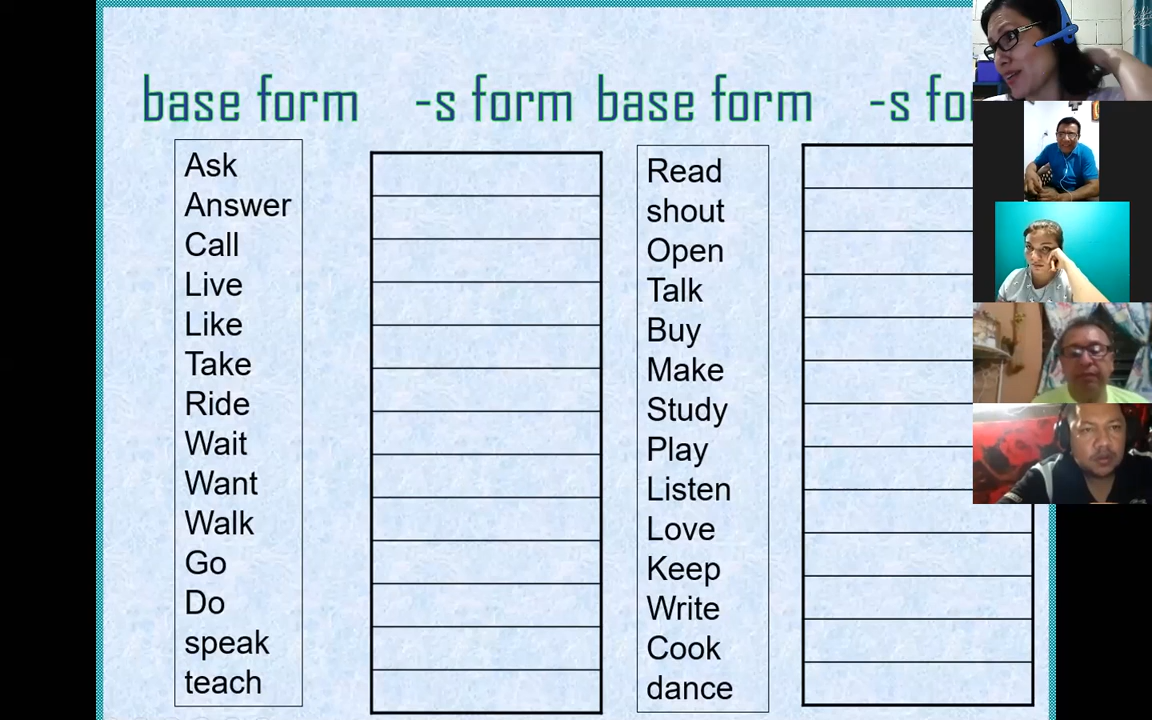 base form -s form base form -s for
Ask
Answer
Call
Live
Like
Take
Ride
Wait
Want
Walk
Go
Do
speak
teach
Read
shout
Open
Talk
Buy
Make
Study
Play
Listen
Love
Keep
Write
Cook
dance